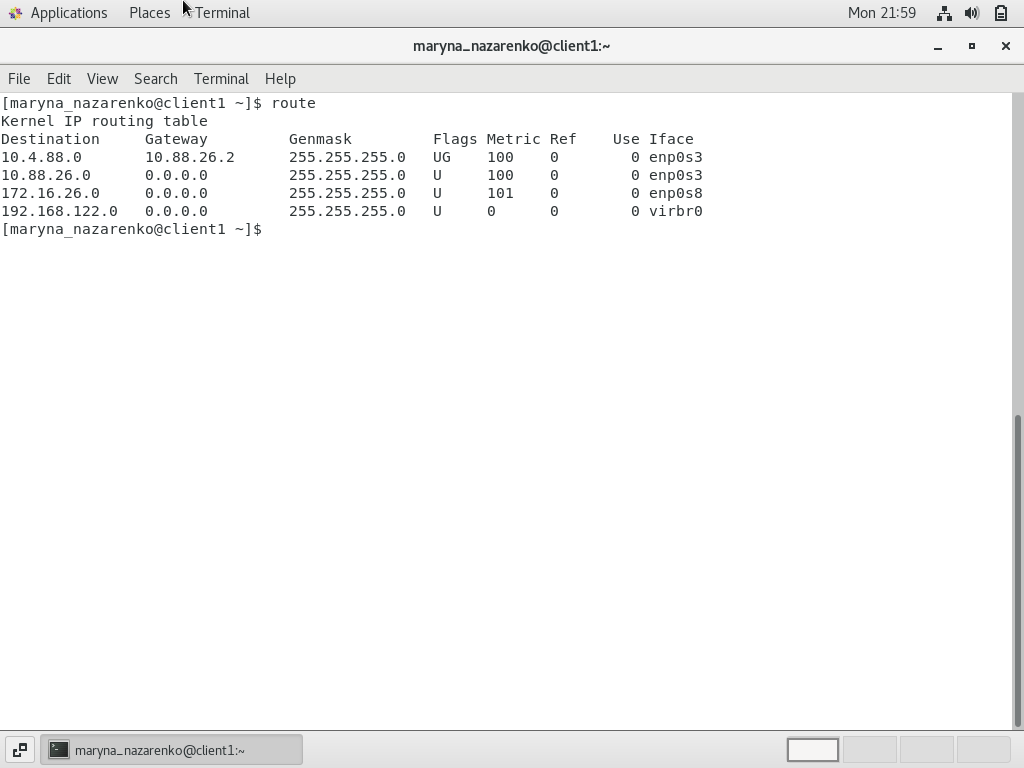 Applications Places Terminal Mon 21:59
maryna_nazarenko@client1:~
File Edit View Search Terminal Help
[maryna_nazarenko@client1 ~]$ route
Kernel IP routing table
Destination     Gateway         Genmask         Flags Metric Ref    Use Iface
10.4.88.0       10.88.26.2      255.255.255.0   UG    100    0        0 enp0s3
10.88.26.0      0.0.0.0         255.255.255.0   U     100    0        0 enp0s3
172.16.26.0     0.0.0.0         255.255.255.0   U     101    0        0 enp0s8
192.168.122.0   0.0.0.0         255.255.255.0   U     0      0        0 virbr0
[maryna_nazarenko@client1 ~]$
maryna_nazarenko@client1:~